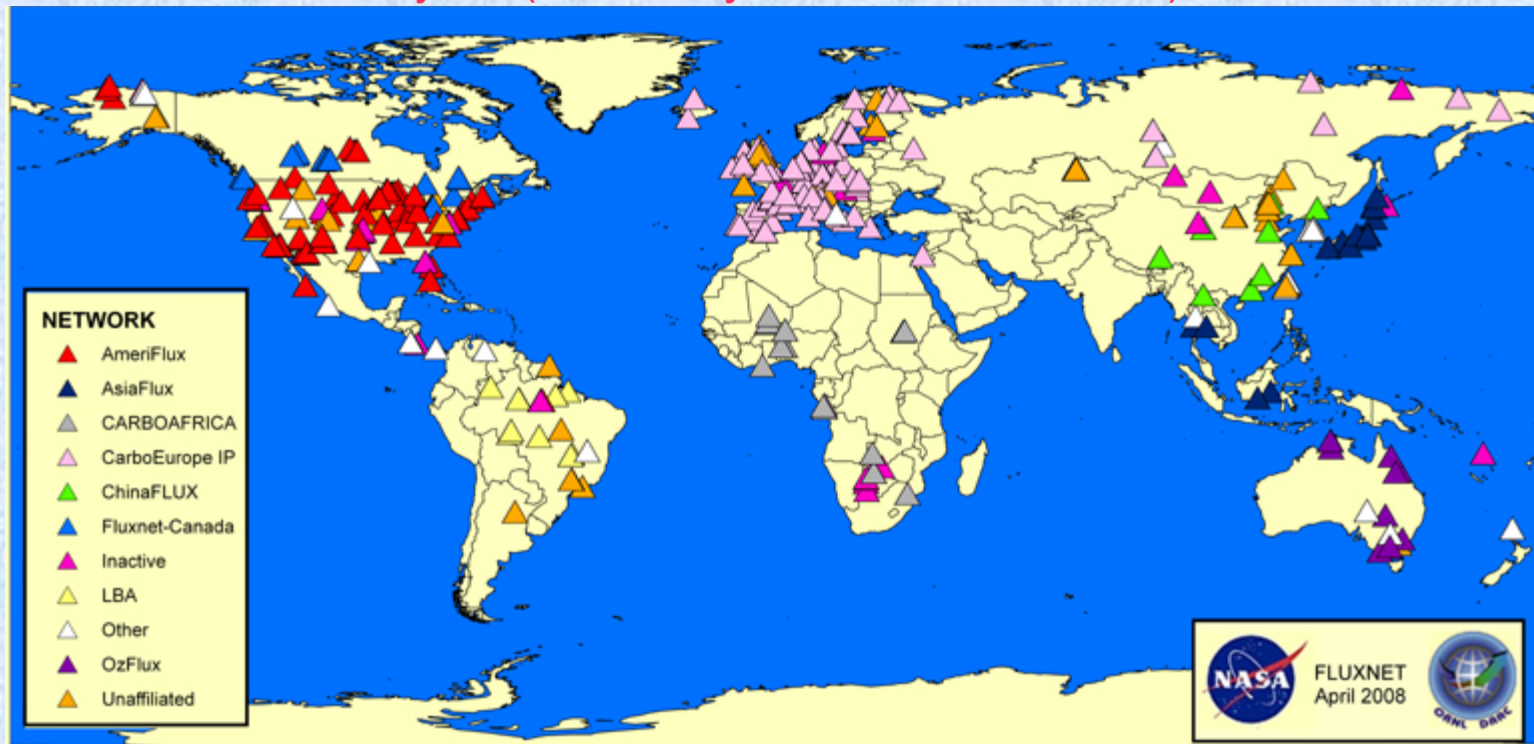 NETWORK
AmeriFlux
AsiaFlux
CARBOAFRICA
CarboEurope IP
ChinaFLUX
Fluxnet-Canada
Inactive
LBA
Other
OzFlux
Unaffiliated
NASA
FLUXNET
April 2008
ORNL DAAC